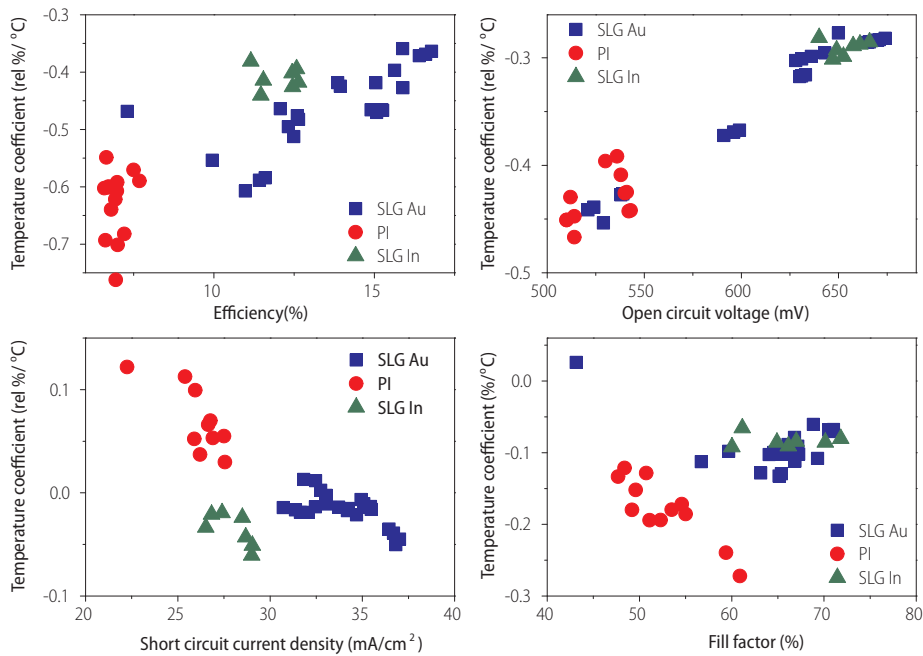 Temperature coefficient (rel %/ °C)
-0.3
-0.4
-0.5
-0.6
-0.7
SLG Au
PI
SLG In
10
15
Efficiency(%)
Temperature coefficient (rel %/ °C)
-0.3
-0.4
-0.5
SLG Au
PI
SLG In
500
550
600
650
700
Open circuit voltage (mV)
Temperature coefficient (rel %/ °C)
0.1
0.0
-0.1
SLG Au
PI
SLG In
20
25
30
35
40
Short circuit current density (mA/cm²)
Temperature coefficient (%/°C)
0.0
-0.1
-0.2
-0.3
SLG Au
PI
SLG In
40
50
60
70
80
Fill factor (%)